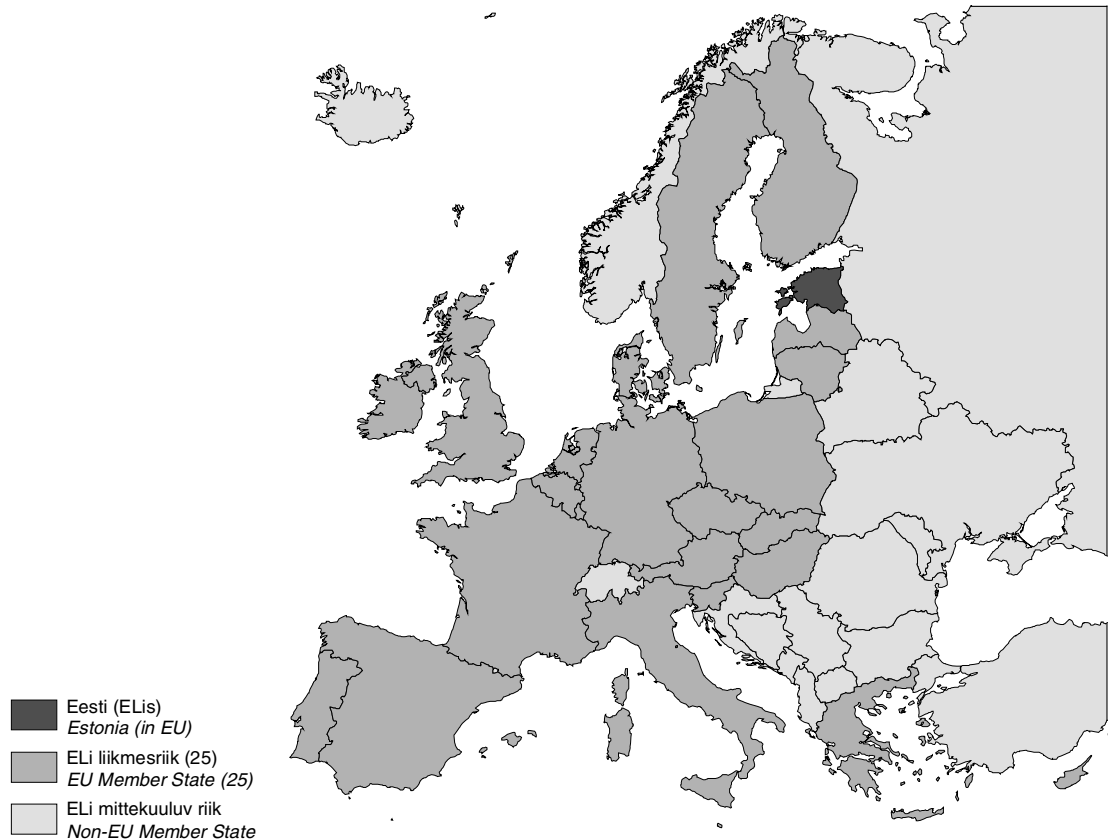 Eesti (ELis)
Estonia (in EU)
ELi liikmesriik (25)
EU Member State (25)
ELi mittekuuluv riik
Non-EU Member State